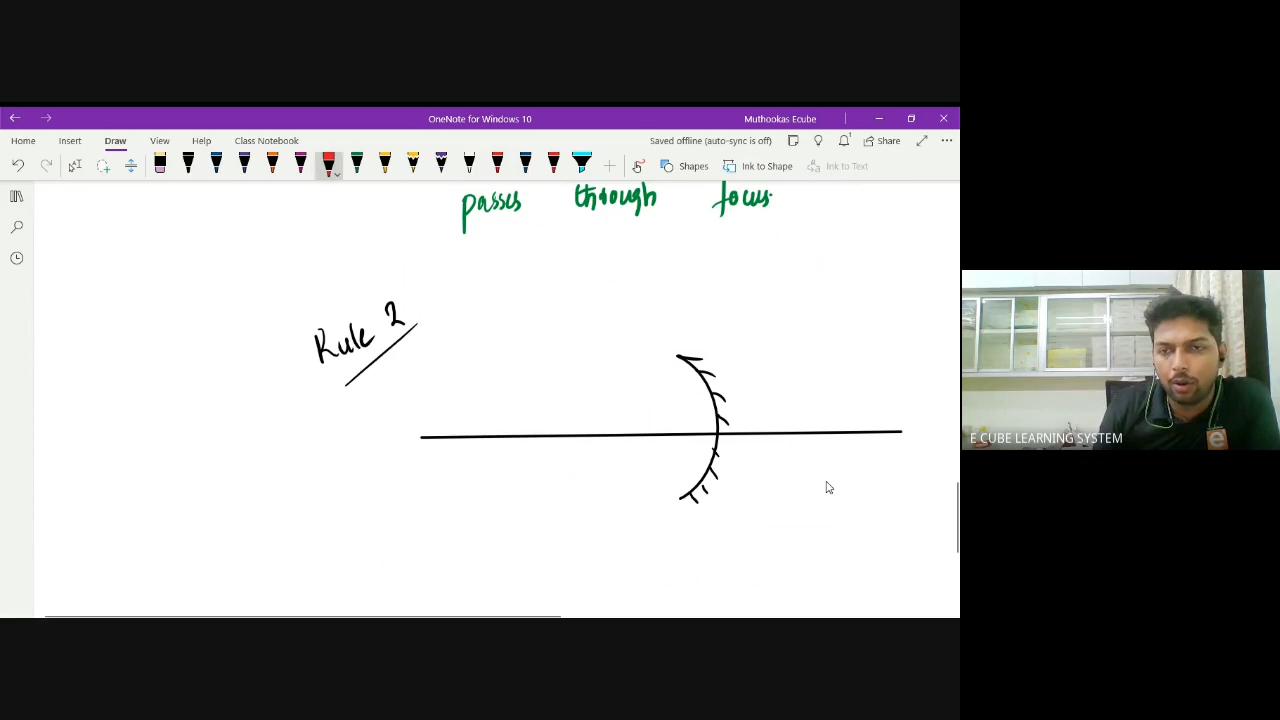 OneNote for Windows 10
Muthookas Ecube
Home Insert Draw View Help Class Notebook
Saved offline (auto-sync is off)
Share
Shapes
Ink to Shape
Ink to Text
passes through focus.
Rule 2
E CUBE LEARNING SYSTEM
e